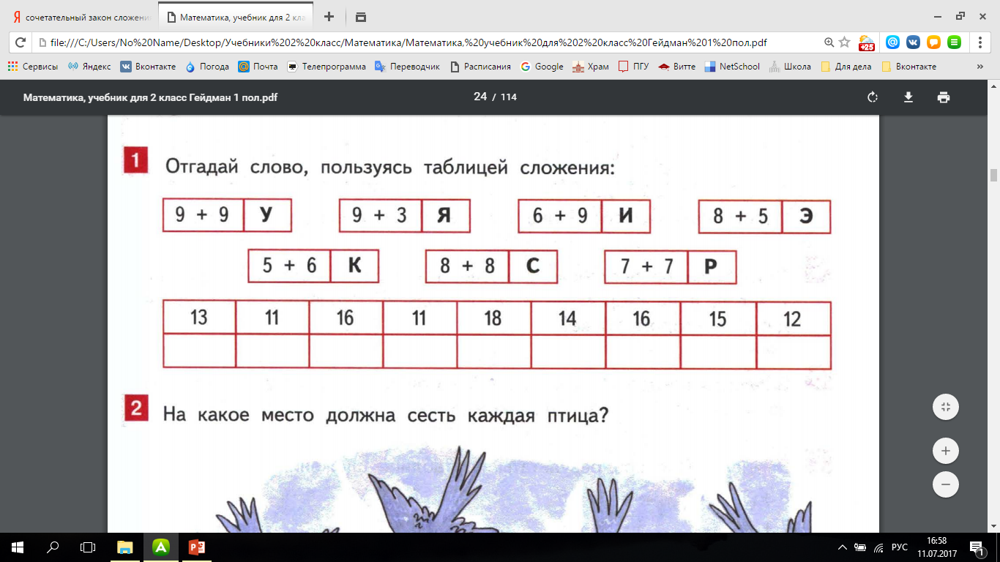 сочетательный закон сложени
Математика, учебник для 2 кла
file:///C:/Users/No%20Name/Desktop/Учебники%202%20класс/Математика/Математика,%20учебник%20для%202%20класс%20Гейдман%201%20пол.pdf
+25
Сервисы Яндекс Вконтакте Погода Почта Телепрограмма Переводчик Расписания Google Храм ПГУ Витте NetSchool Школа Для дела Вконтакте »
Математика, учебник для 2 класс Гейдман 1 пол.pdf 24 / 114
1 Отгадай слово, пользуясь таблицей сложения:
9 + 9 У 9 + 3 Я 6 + 9 И 8 + 5 Э
5 + 6 К 8 + 8 С 7 + 7 Р
13 11 16 11 18 14 16 15 12
2 На какое место должна сесть каждая птица?
РУС 16:58
11.07.2017 1